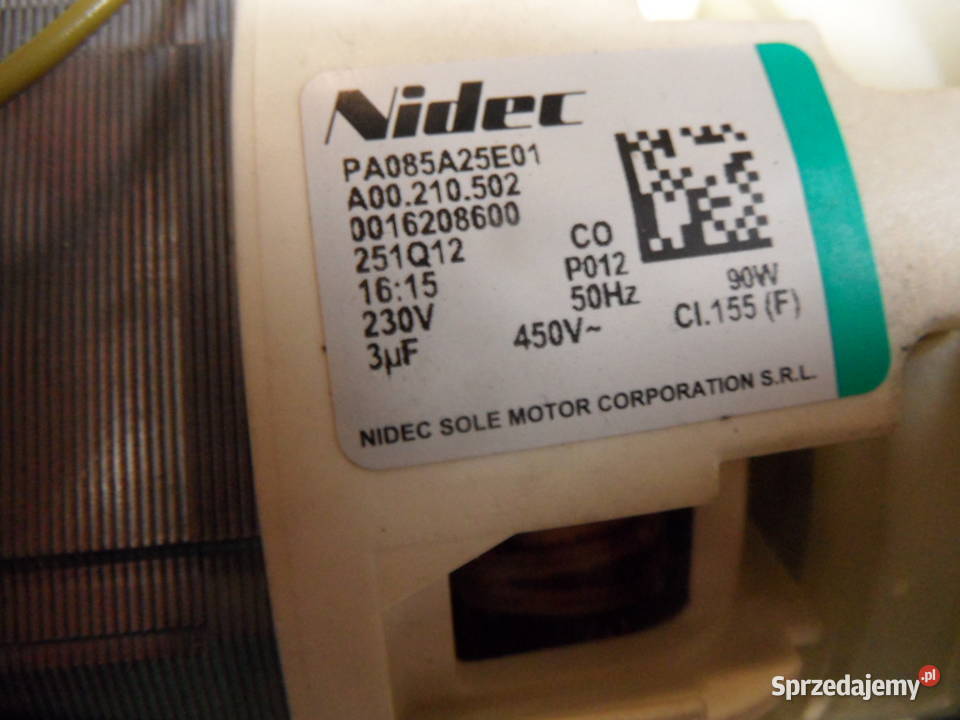 Nidec
PA085A25E01
A00.210.502
0016208600
251Q12 CO
16:15 P012 90W
230V 50Hz Cl.155 (F)
3µF 450V~
NIDEC SOLE MOTOR CORPORATION S.R.L.
Sprzedajemy.pl